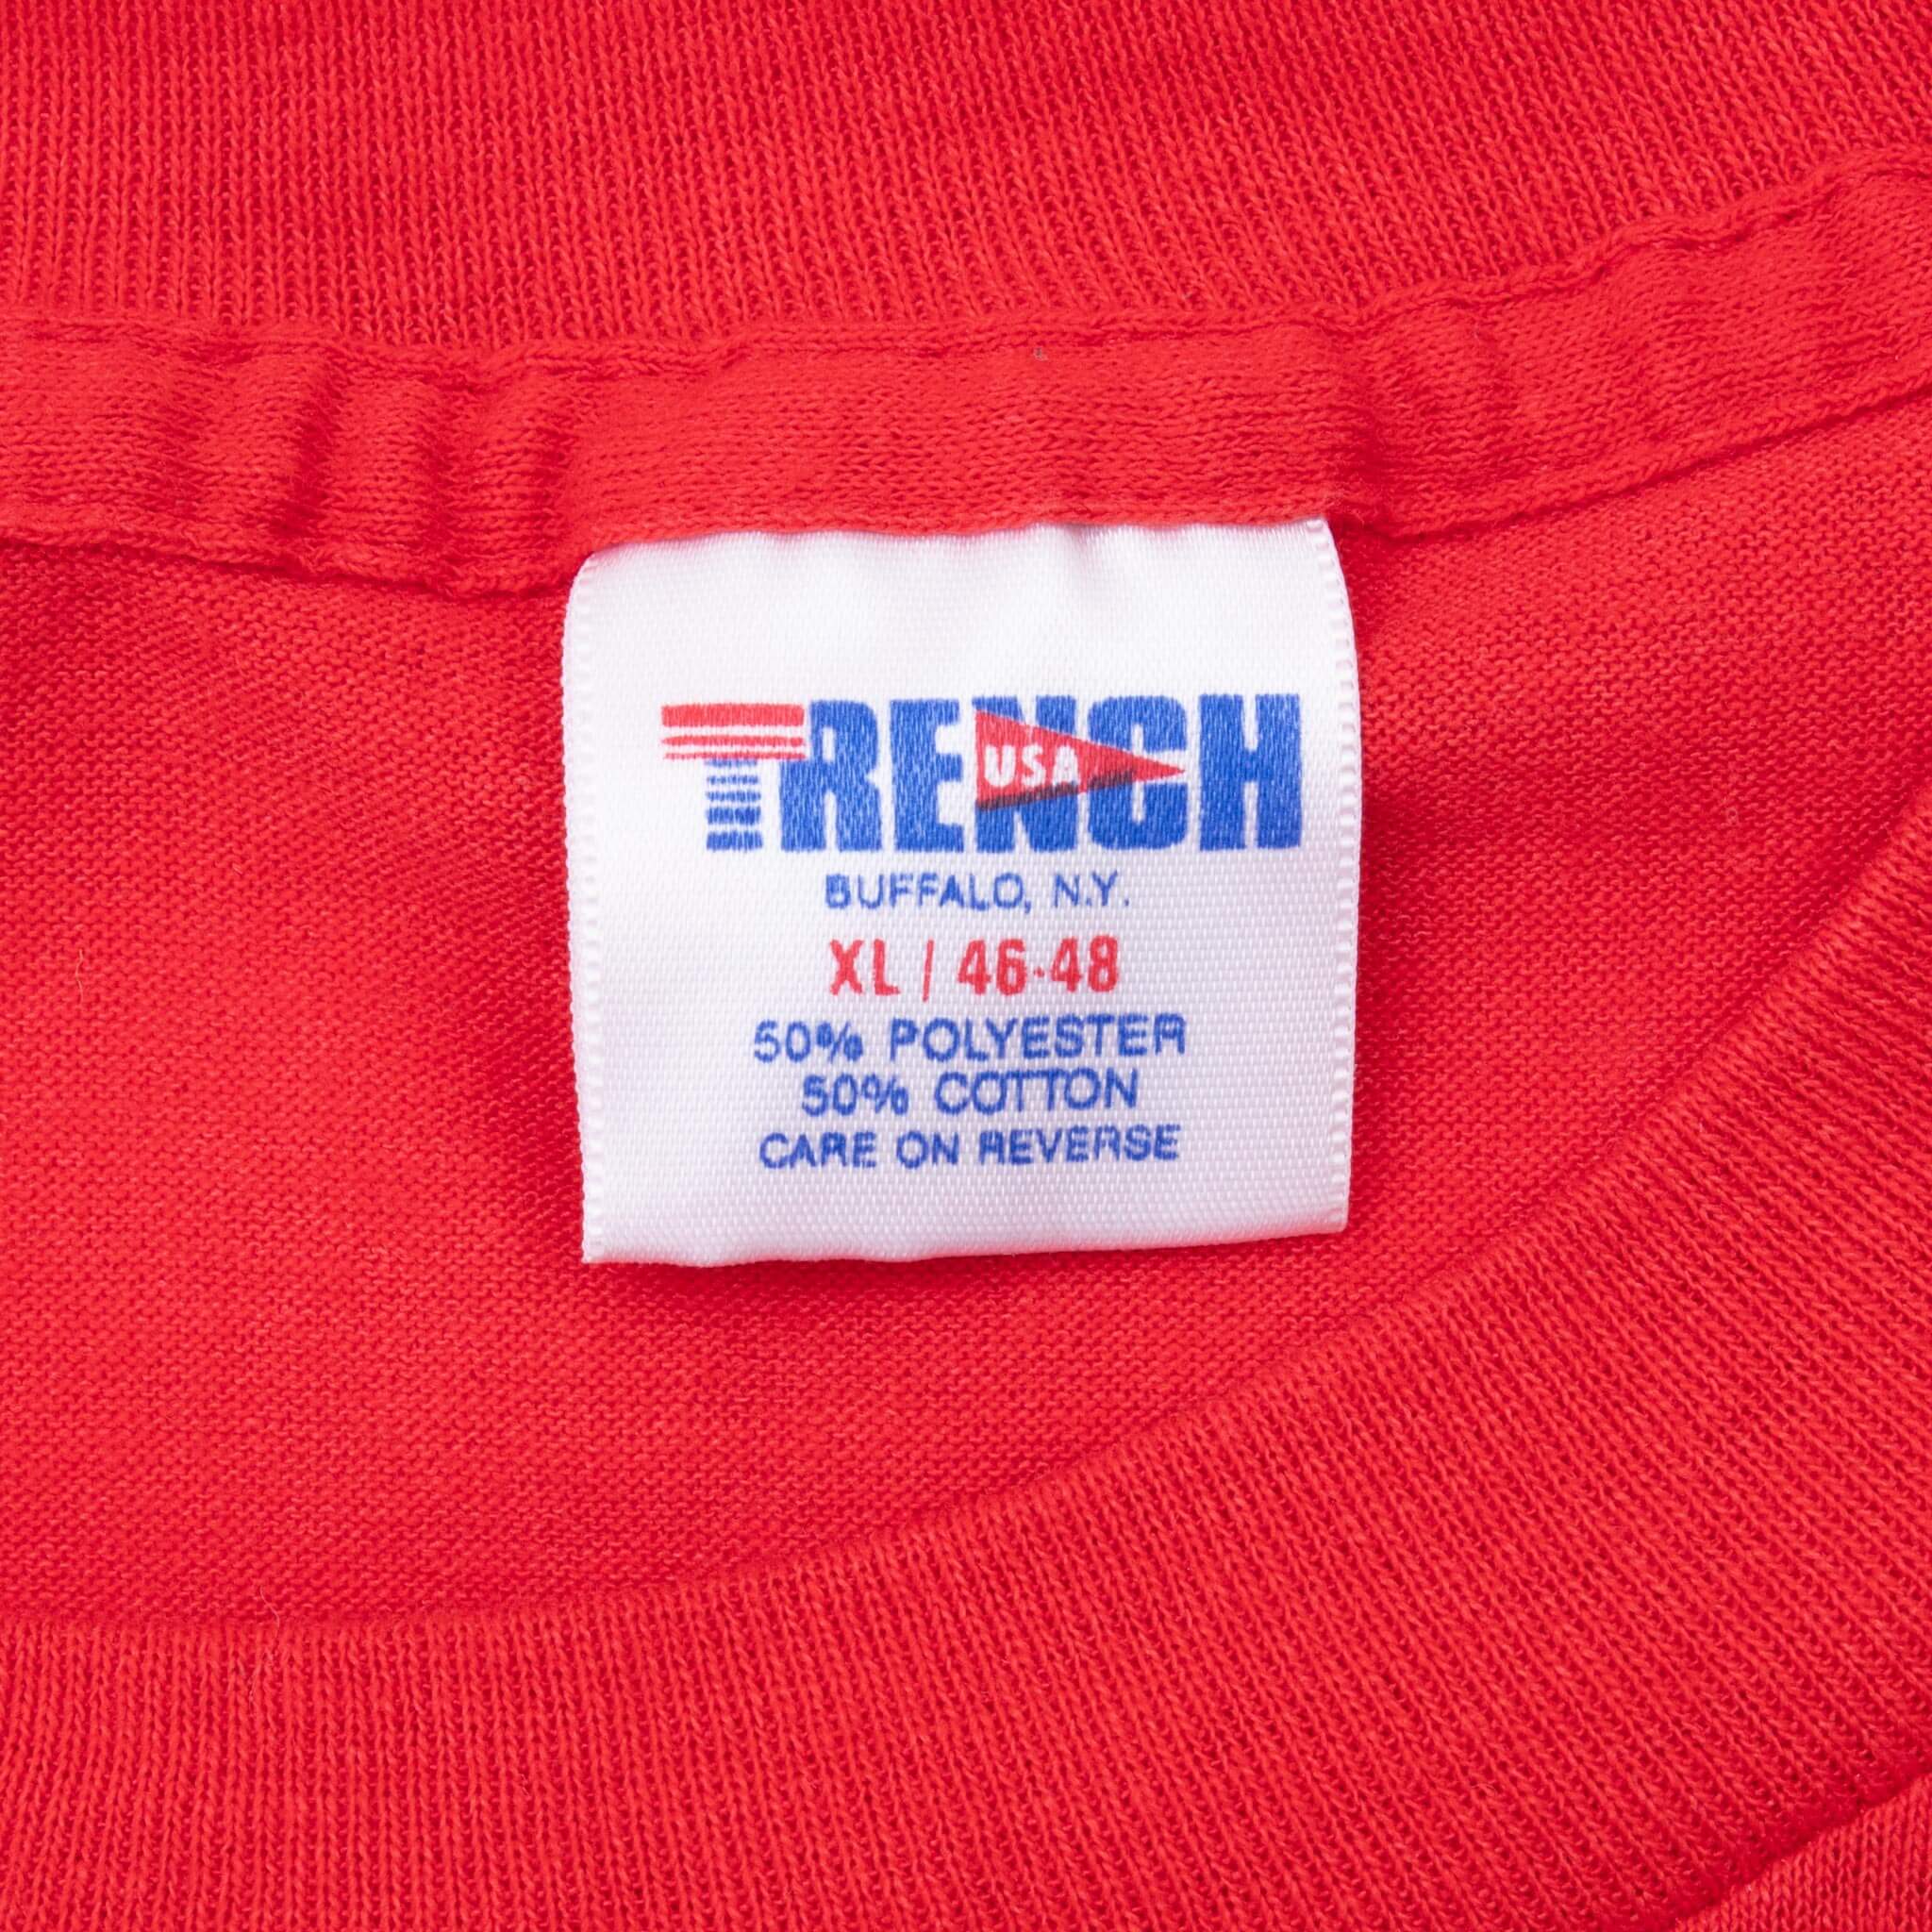 TRENCH
USA
BUFFALO, N.Y.
XL / 46-48
50% POLYESTER
50% COTTON
CARE ON REVERSE